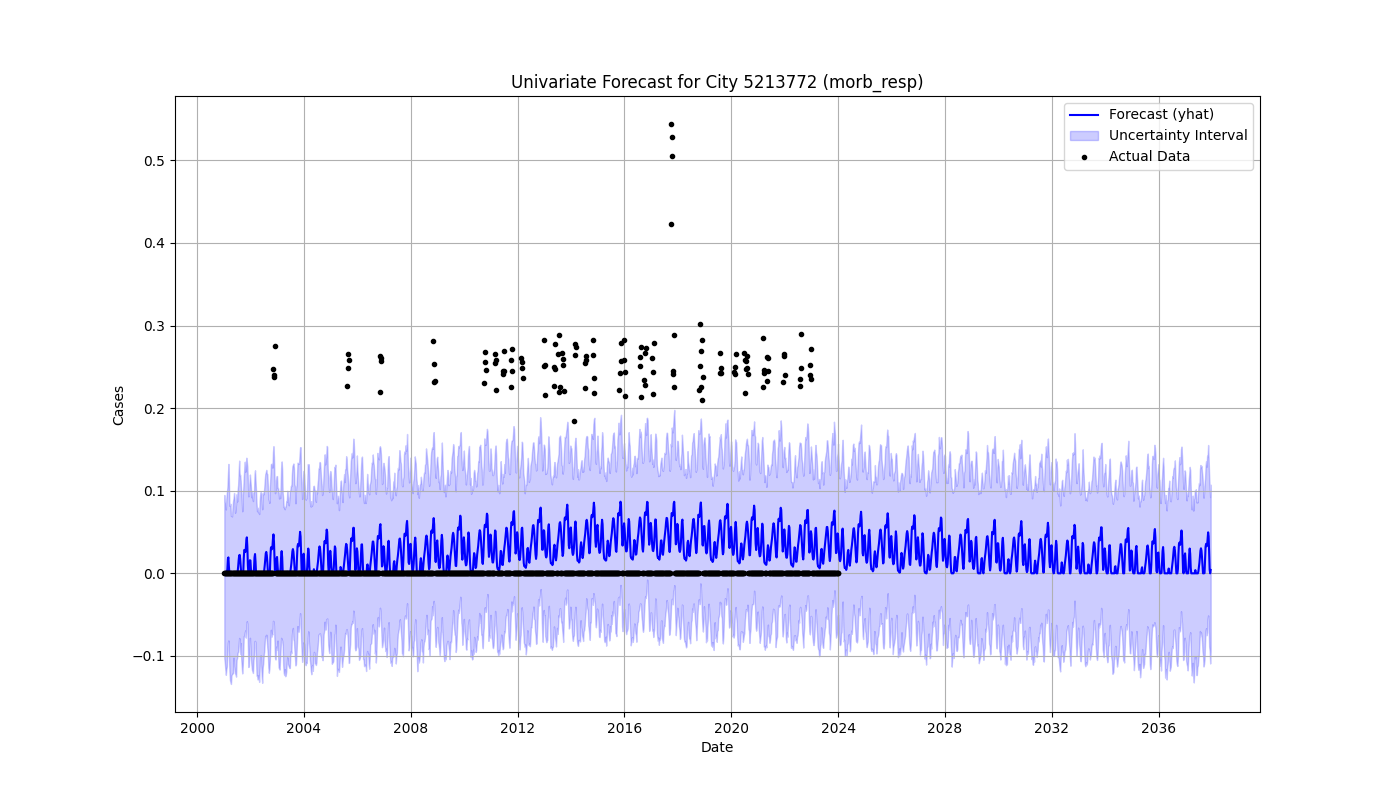 Univariate Forecast for City 5213772 (morb_resp)
Forecast (yhat)
Uncertainty Interval
Actual Data
Cases
0.5
0.4
0.3
0.2
0.1
0.0
−0.1
2000 2004 2008 2012 2016 2020 2024 2028 2032 2036
Date